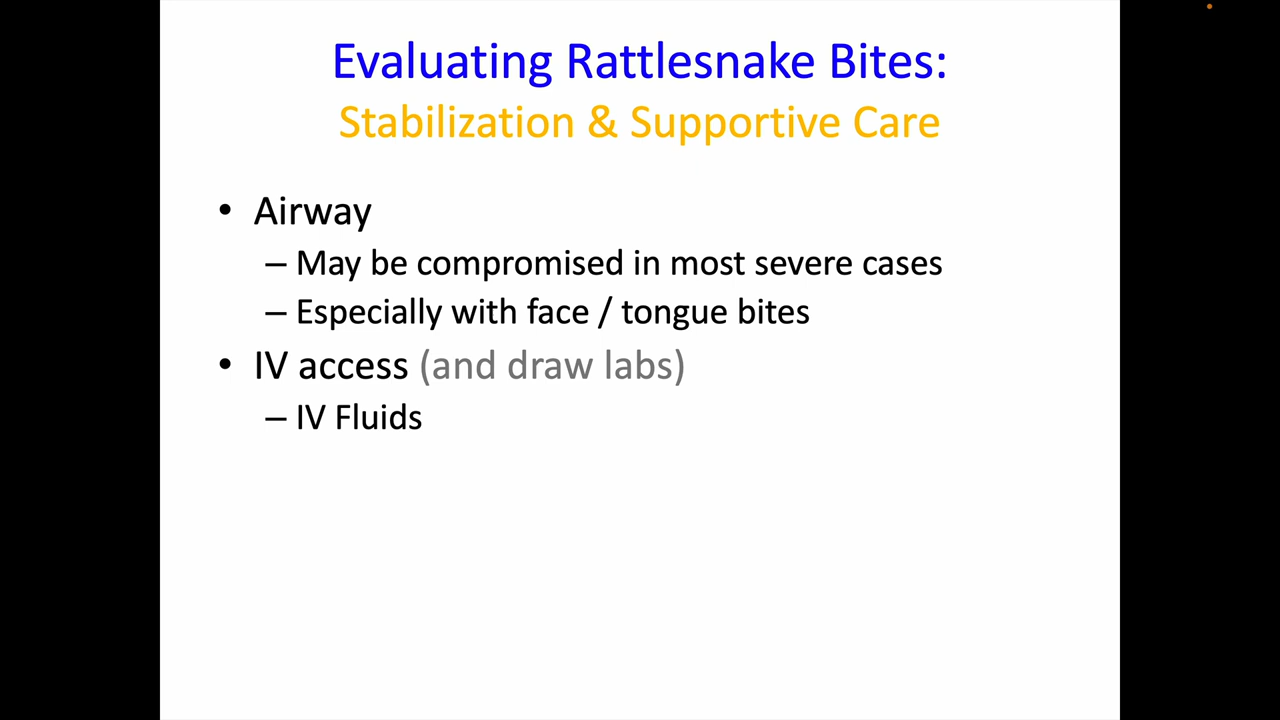 Evaluating Rattlesnake Bites:
Stabilization & Supportive Care
• Airway
– May be compromised in most severe cases
– Especially with face / tongue bites
• IV access (and draw labs)
– IV Fluids